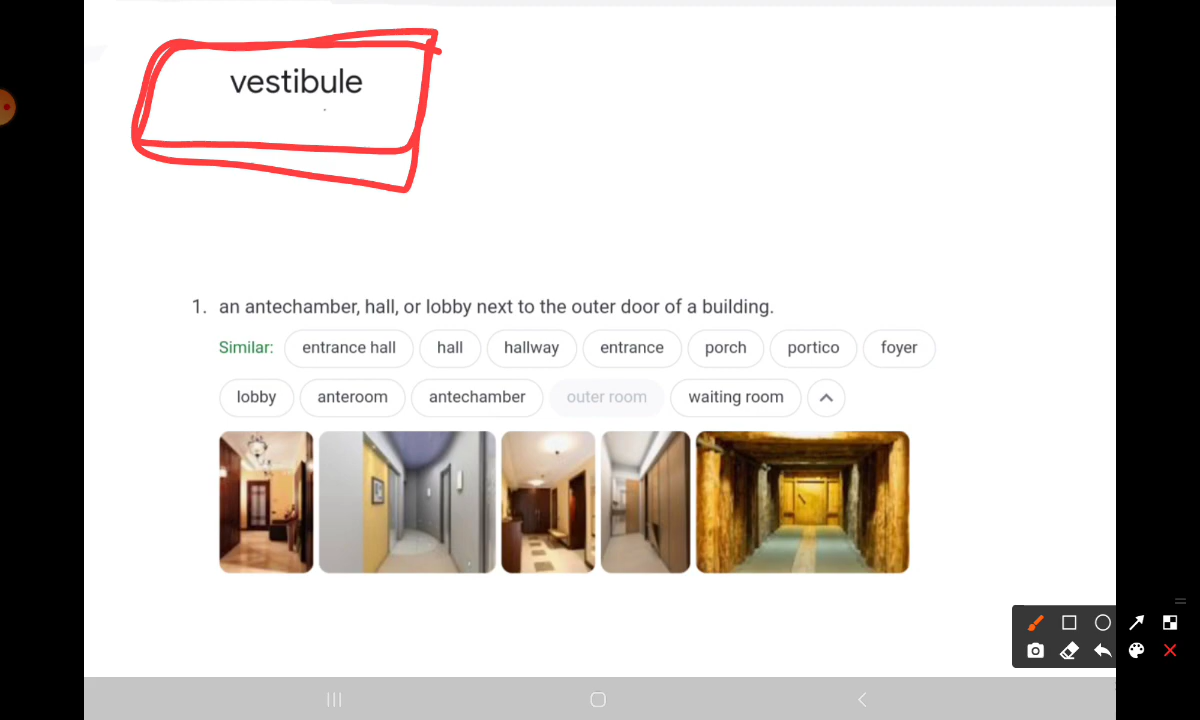 vestibule
1. an antechamber, hall, or lobby next to the outer door of a building.
Similar: entrance hall hall hallway entrance porch portico foyer
lobby anteroom antechamber outer room waiting room